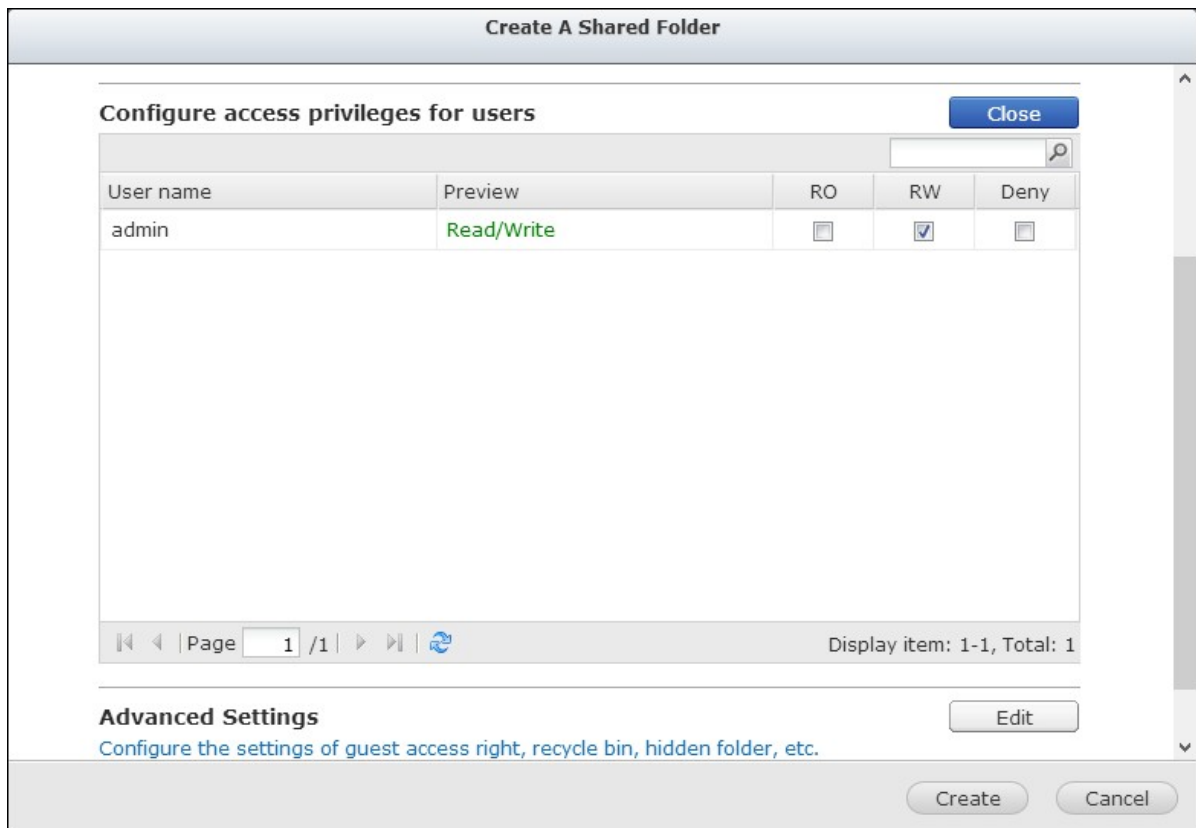 Create A Shared Folder
Configure access privileges for users Close
User name Preview RO RW Deny
admin Read/Write
Page 1 /1 Display item: 1-1, Total: 1
Advanced Settings Edit
Configure the settings of guest access right, recycle bin, hidden folder, etc.
Create Cancel